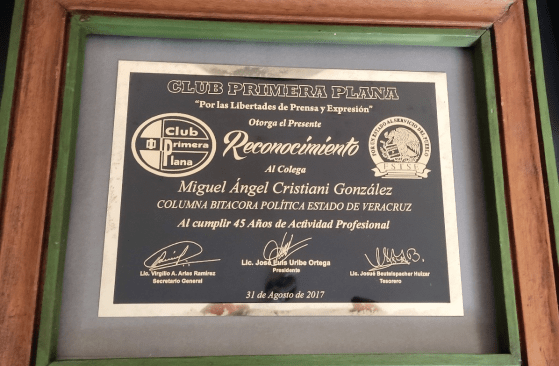 CLUB PRIMERA PLANA
"Por las Libertades de Prensa y Expresión"
Otorga el Presente
Club
Primera
Plana
Reconocimiento
Al Colega
Miguel Ángel Cristiani González
COLUMNA BITACORA POLÍTICA ESTADO DE VERACRUZ
Al cumplir 45 Años de Actividad Profesional
Lic. Virgilio A. Arias Ramírez
Secretario General
Lic. José Luis Uribe Ortega
Presidente
Lic. Josué Beutelspacher Huízar
Tesorero
31 de Agosto de 2017